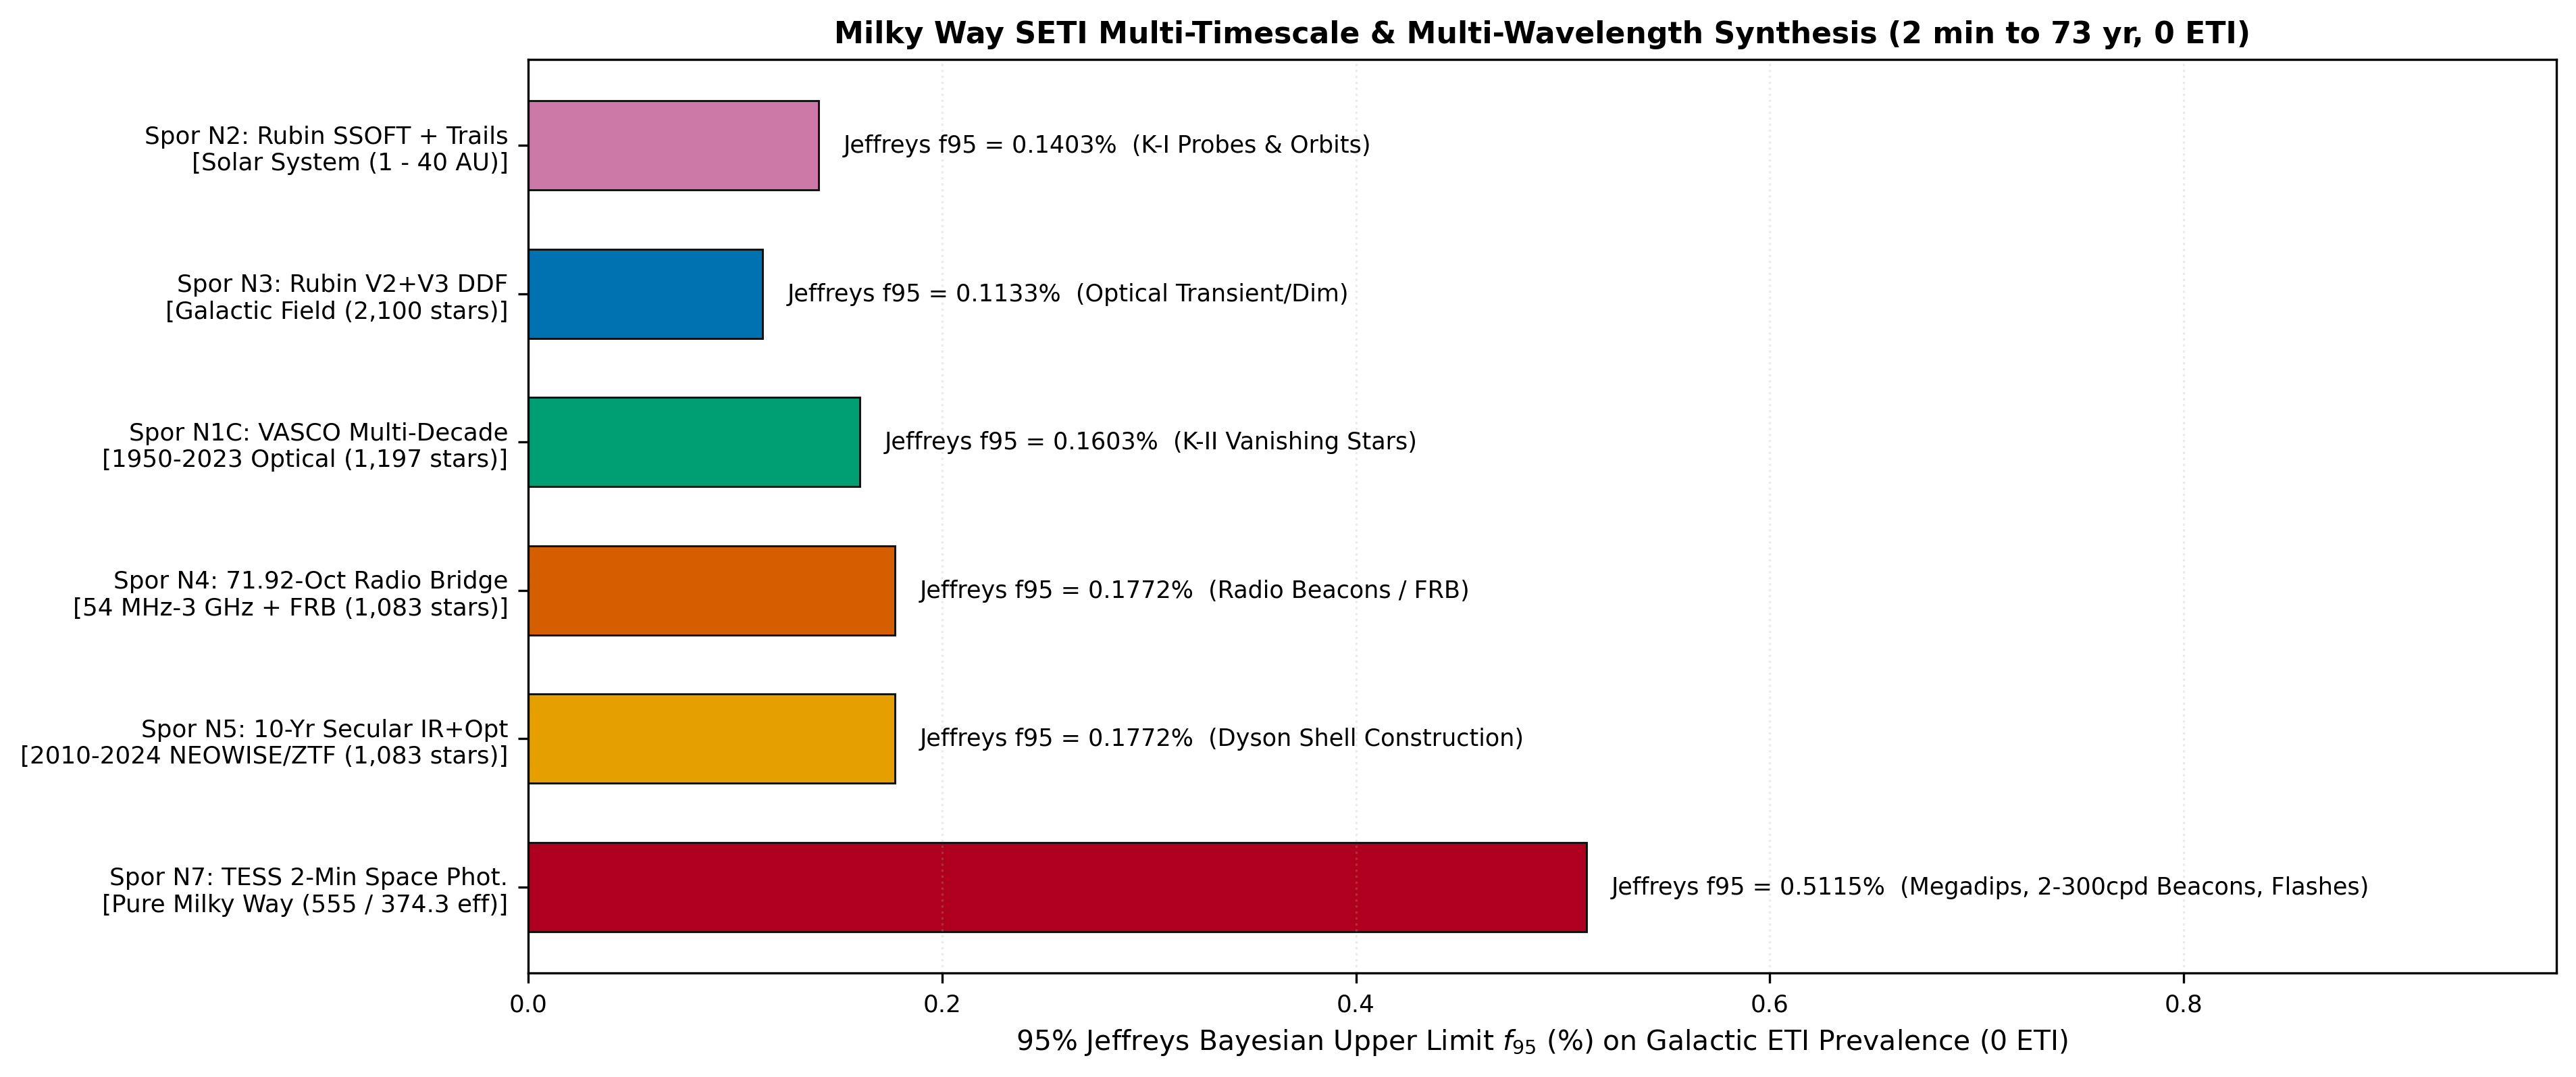 Milky Way SETI Multi-Timescale & Multi-Wavelength Synthesis (2 min to 73 yr, 0 ETI)
Spor N2: Rubin SSOFT + Trails
[Solar System (1 - 40 AU)]
Jeffreys f95 = 0.1403%  (K-I Probes & Orbits)
Spor N3: Rubin V2+V3 DDF
[Galactic Field (2,100 stars)]
Jeffreys f95 = 0.1133%  (Optical Transient/Dim)
Spor N1C: VASCO Multi-Decade
[1950-2023 Optical (1,197 stars)]
Jeffreys f95 = 0.1603%  (K-II Vanishing Stars)
Spor N4: 71.92-Oct Radio Bridge
[54 MHz-3 GHz + FRB (1,083 stars)]
Jeffreys f95 = 0.1772%  (Radio Beacons / FRB)
Spor N5: 10-Yr Secular IR+Opt
[2010-2024 NEOWISE/ZTF (1,083 stars)]
Jeffreys f95 = 0.1772%  (Dyson Shell Construction)
Spor N7: TESS 2-Min Space Phot.
[Pure Milky Way (555 / 374.3 eff)]
Jeffreys f95 = 0.5115%  (Megadips, 2-300cpd Beacons, Flashes)
0.0 0.2 0.4 0.6 0.8
95% Jeffreys Bayesian Upper Limit f95 (%) on Galactic ETI Prevalence (0 ETI)